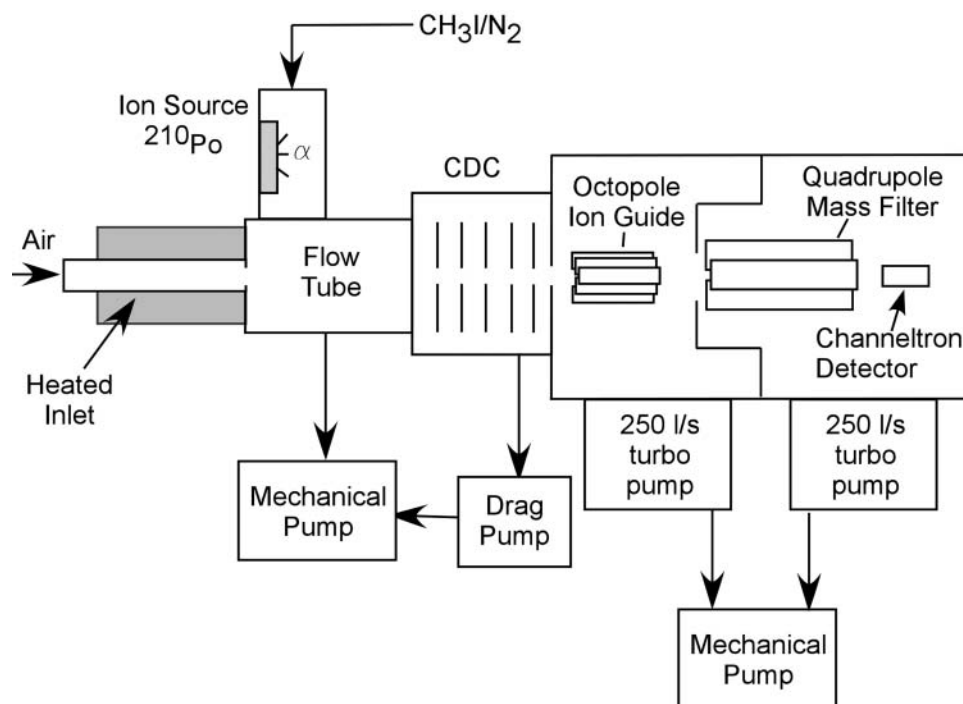 CH3I/N2
Ion Source
210Po
α
CDC
Octopole
Ion Guide
Quadrupole
Mass Filter
Air
Flow
Tube
Channeltron
Detector
Heated
Inlet
250 l/s
turbo
pump
250 l/s
turbo
pump
Mechanical
Pump
Drag
Pump
Mechanical
Pump